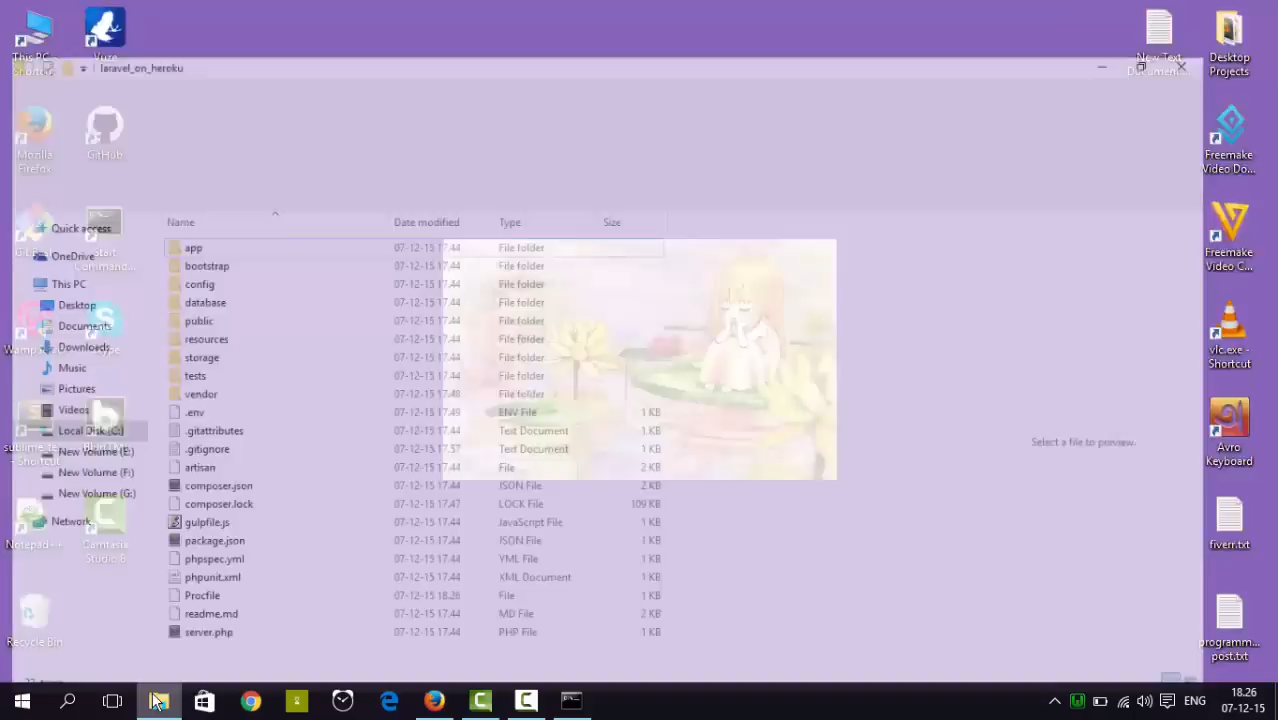 This PC
Vuze
New Text
Documen...
Desktop
Projects
laravel_on_heroku
Mozilla
Firefox
GitHub
Freemake
Video Do...
Name
Date modified
Type
Size
Quick access
Start
Command...
Freemake
Video C...
OneDrive
This PC
Desktop
Documents
Downloads
Music
Pictures
Videos
Local Disk (C:)
New Volume (E:)
New Volume (F:)
New Volume (G:)
Network
app 07-12-15 17.44 File folder
bootstrap 07-12-15 17.44 File folder
config 07-12-15 17.44 File folder
database 07-12-15 17.44 File folder
public 07-12-15 17.44 File folder
resources 07-12-15 17.44 File folder
storage 07-12-15 17.44 File folder
tests 07-12-15 17.44 File folder
vendor 07-12-15 17.48 File folder
.env 07-12-15 17.49 ENV File 1 KB
.gitattributes 07-12-15 17.44 Text Document 1 KB
.gitignore 07-12-15 17.57 Text Document 1 KB
artisan 07-12-15 17.44 File 2 KB
composer.json 07-12-15 17.44 JSON File 2 KB
composer.lock 07-12-15 17.47 LOCK File 109 KB
gulpfile.js 07-12-15 17.44 JavaScript File 1 KB
package.json 07-12-15 17.44 JSON File 1 KB
phpspec.yml 07-12-15 17.44 YML File 1 KB
phpunit.xml 07-12-15 17.44 XML Document 1 KB
Procfile 07-12-15 18.26 File 1 KB
readme.md 07-12-15 17.44 MD File 2 KB
server.php 07-12-15 17.44 PHP File 1 KB
Select a file to preview.
vlc.exe -
Shortcut
Avro
Keyboard
Notepad++
Camtasia
Studio 8
fiverr.txt
Recycle Bin
programm...
post.txt
ENG
18.26
07-12-15